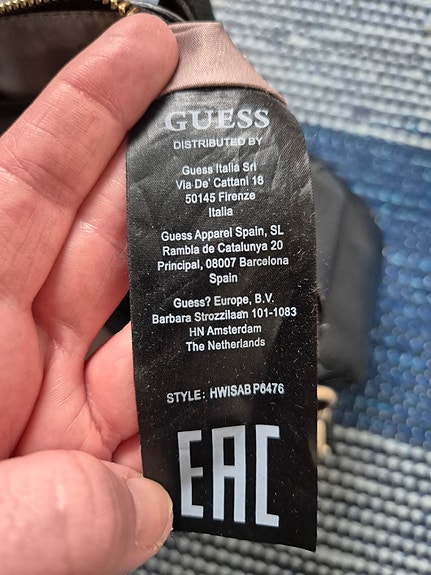 GUESS
DISTRIBUTED BY
Guess Italia Srl
Via De' Cattani 18
50145 Firenze
Italia
Guess Apparel Spain, SL
Rambla de Catalunya 20
Principal, 08007 Barcelona
Spain
Guess? Europe, B.V.
Barbara Strozzilaan 101-1083
HN Amsterdam
The Netherlands
STYLE: HWISAB P6476
EAC